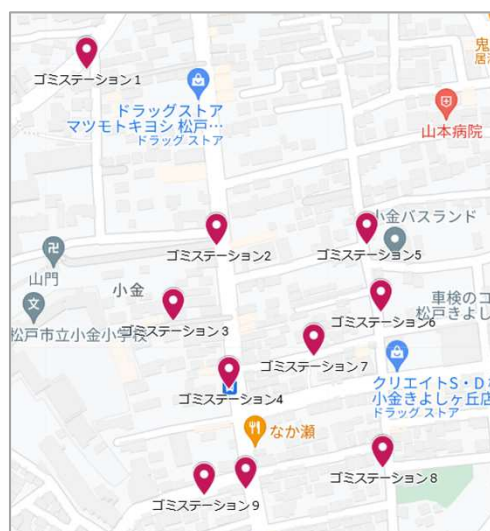 鬼
居
ゴミステーション1
ドラッグストア
マツモトキヨシ 松戸…
ドラッグ ストア
山本病院
小金バスランド
ゴミステーション2
ゴミステーション5
山門
小金
車検のコ
松戸きよし
ゴミステーション6
ゴミステーション3
松戸市立小金小学校
ゴミステーション7
クリエイトS・D
小金きよしヶ丘店
ドラッグ ストア
ゴミステーション4
なか瀬
ゴミステーション8
ゴミステーション9